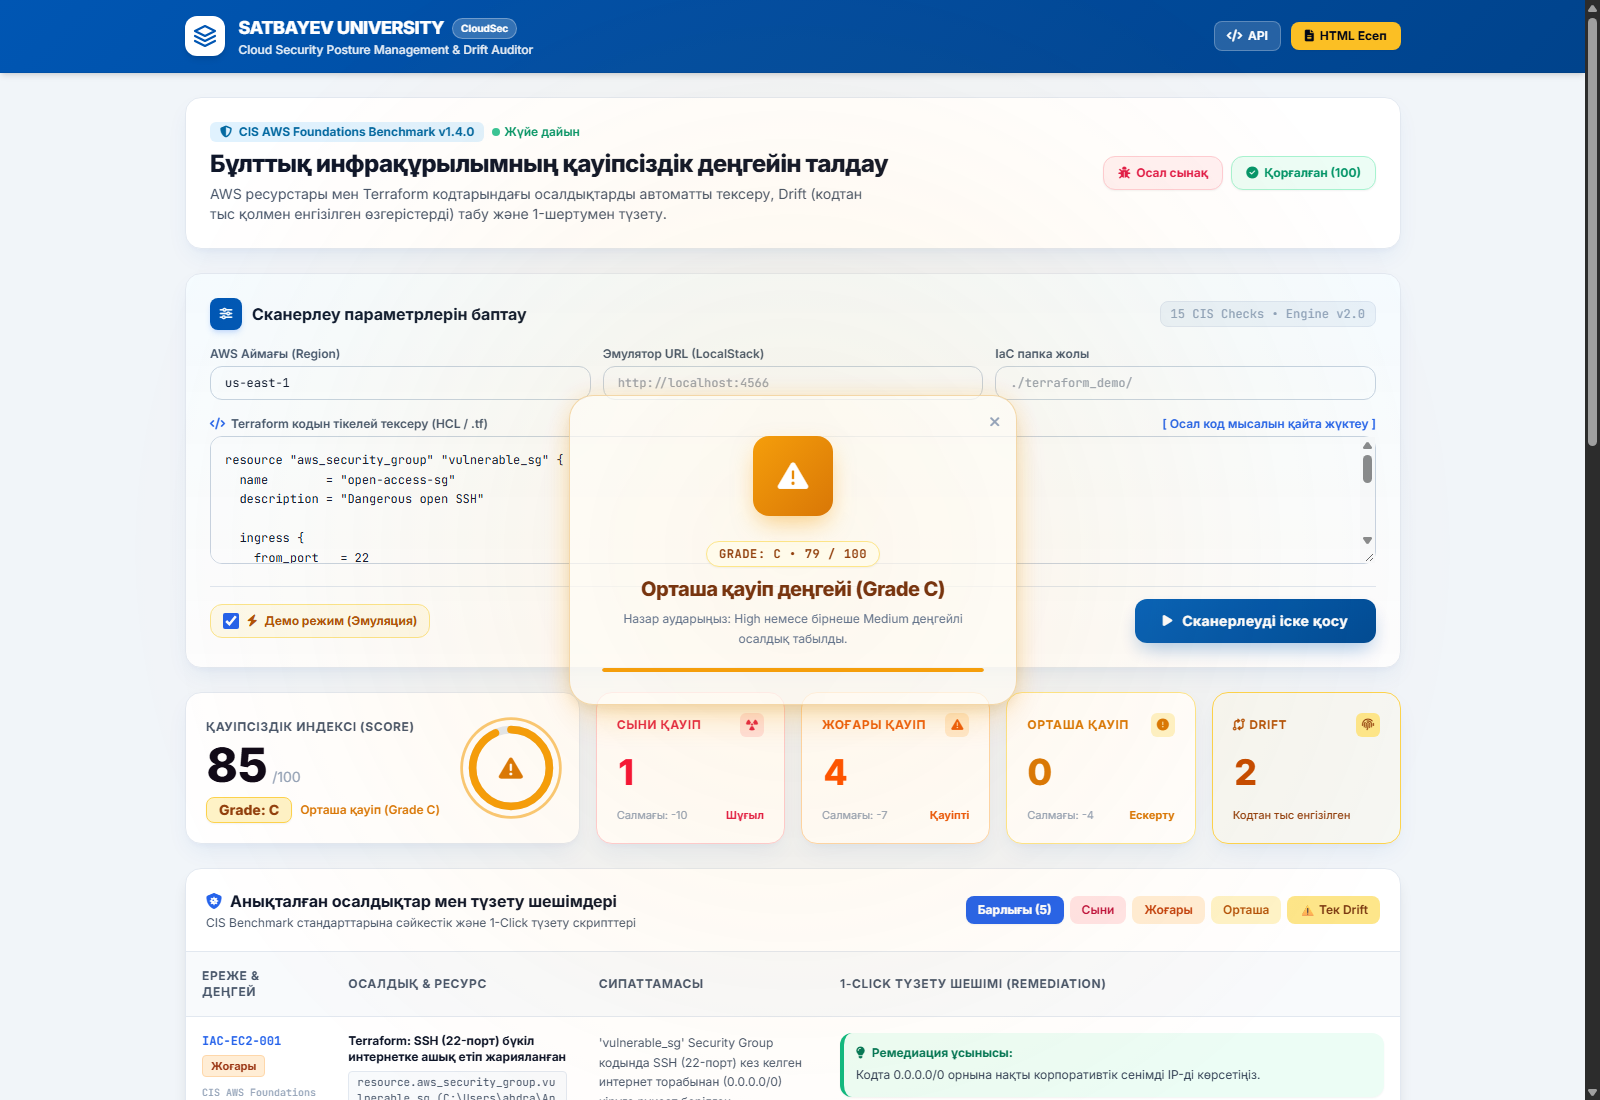 SATBAYEV UNIVERSITY CloudSec
Cloud Security Posture Management & Drift Auditor
API
HTML Есеп
CIS AWS Foundations Benchmark v1.4.0
Жүйе дайын
Бұлттық инфрақұрылымның қауіпсіздік деңгейін талдау
AWS ресурстары мен Terraform кодтарындағы осалдықтарды автоматты тексеру, Drift (кодтан
тыс қолмен енгізілген өзгерістерді) табу және 1-шертумен түзету.
Осал сынақ
Қорғалған (100)
Сканерлеу параметрлерін баптау
15 CIS Checks • Engine v2.0
AWS Аймағы (Region)
Эмулятор URL (LocalStack)
IaC папка жолы
us-east-1
http://localhost:4566
./terraform_demo/
Terraform кодын тікелей тексеру (HCL / .tf)
[ Осал код мысалын қайта жүктеу ]
resource "aws_security_group" "vulnerable_sg" {
name = "open-access-sg"
description = "Dangerous open SSH"
ingress {
from_port = 22
GRADE: C • 79 / 100
Орташа қауіп деңгейі (Grade C)
Назар аударыңыз: High немесе бірнеше Medium деңгейлі
осалдық табылды.
Демо режим (Эмуляция)
Сканерлеуді іске қосу
ҚАУІПСІЗДІК ИНДЕКСІ (SCORE)
85 /100
Grade: C Орташа қауіп (Grade C)
СЫНИ ҚАУІП
1
Салмағы: -10 Шұғыл
ЖОҒАРЫ ҚАУІП
4
Салмағы: -7 Қауіпті
ОРТАША ҚАУІП
0
Салмағы: -4 Ескерту
DRIFT
2
Кодтан тыс енгізілген
Анықталған осалдықтар мен түзету шешімдері
CIS Benchmark стандарттарына сәйкестік және 1-Click түзету скрипттері
Барлығы (5)
Сыни
Жоғары
Орташа
Тек Drift
ЕРЕЖЕ &
ДЕҢГЕЙ
ОСАЛДЫҚ & РЕСУРС
СИПАТТАМАСЫ
1-CLICK ТҮЗЕТУ ШЕШІМІ (REMEDIATION)
IAC-EC2-001
Жоғары
CIS AWS Foundations
Terraform: SSH (22-порт) бүкіл
интернетке ашық етіп жарияланған
resource.aws_security_group.vu
lnerable_sg (C:\Users\abdra\An
'vulnerable_sg' Security Group
кодында SSH (22-порт) кез келген
интернет торабынан (0.0.0.0/0)
Ремедиация ұсынысы:
Кодта 0.0.0.0/0 орнына нақты корпоративтік сенімді IP-ді көрсетіңіз.